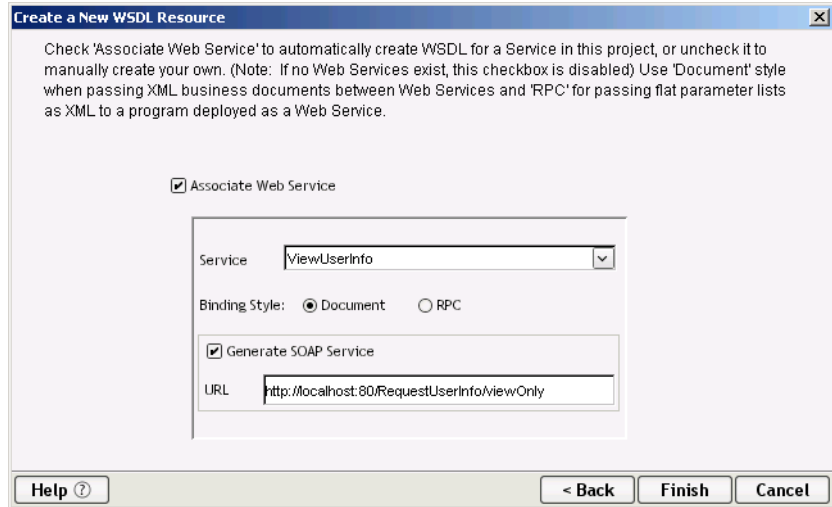 Create a New WSDL Resource
Check 'Associate Web Service' to automatically create WSDL for a Service in this project, or uncheck it to
manually create your own. (Note: If no Web Services exist, this checkbox is disabled) Use 'Document' style
when passing XML business documents between Web Services and 'RPC' for passing flat parameter lists
as XML to a program deployed as a Web Service.
Associate Web Service
Service ViewUserInfo
Binding Style: Document RPC
Generate SOAP Service
URL http://localhost:80/RequestUserInfo/viewOnly
Help ? < Back Finish Cancel